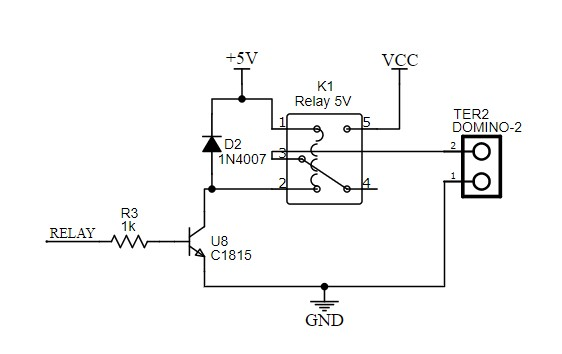 +5V
VCC
K1
Relay 5V
TER2
DOMINO-2
1
5
D2
1N4007
3
2
2
4
1
R3
1k
RELAY
U8
C1815
GND